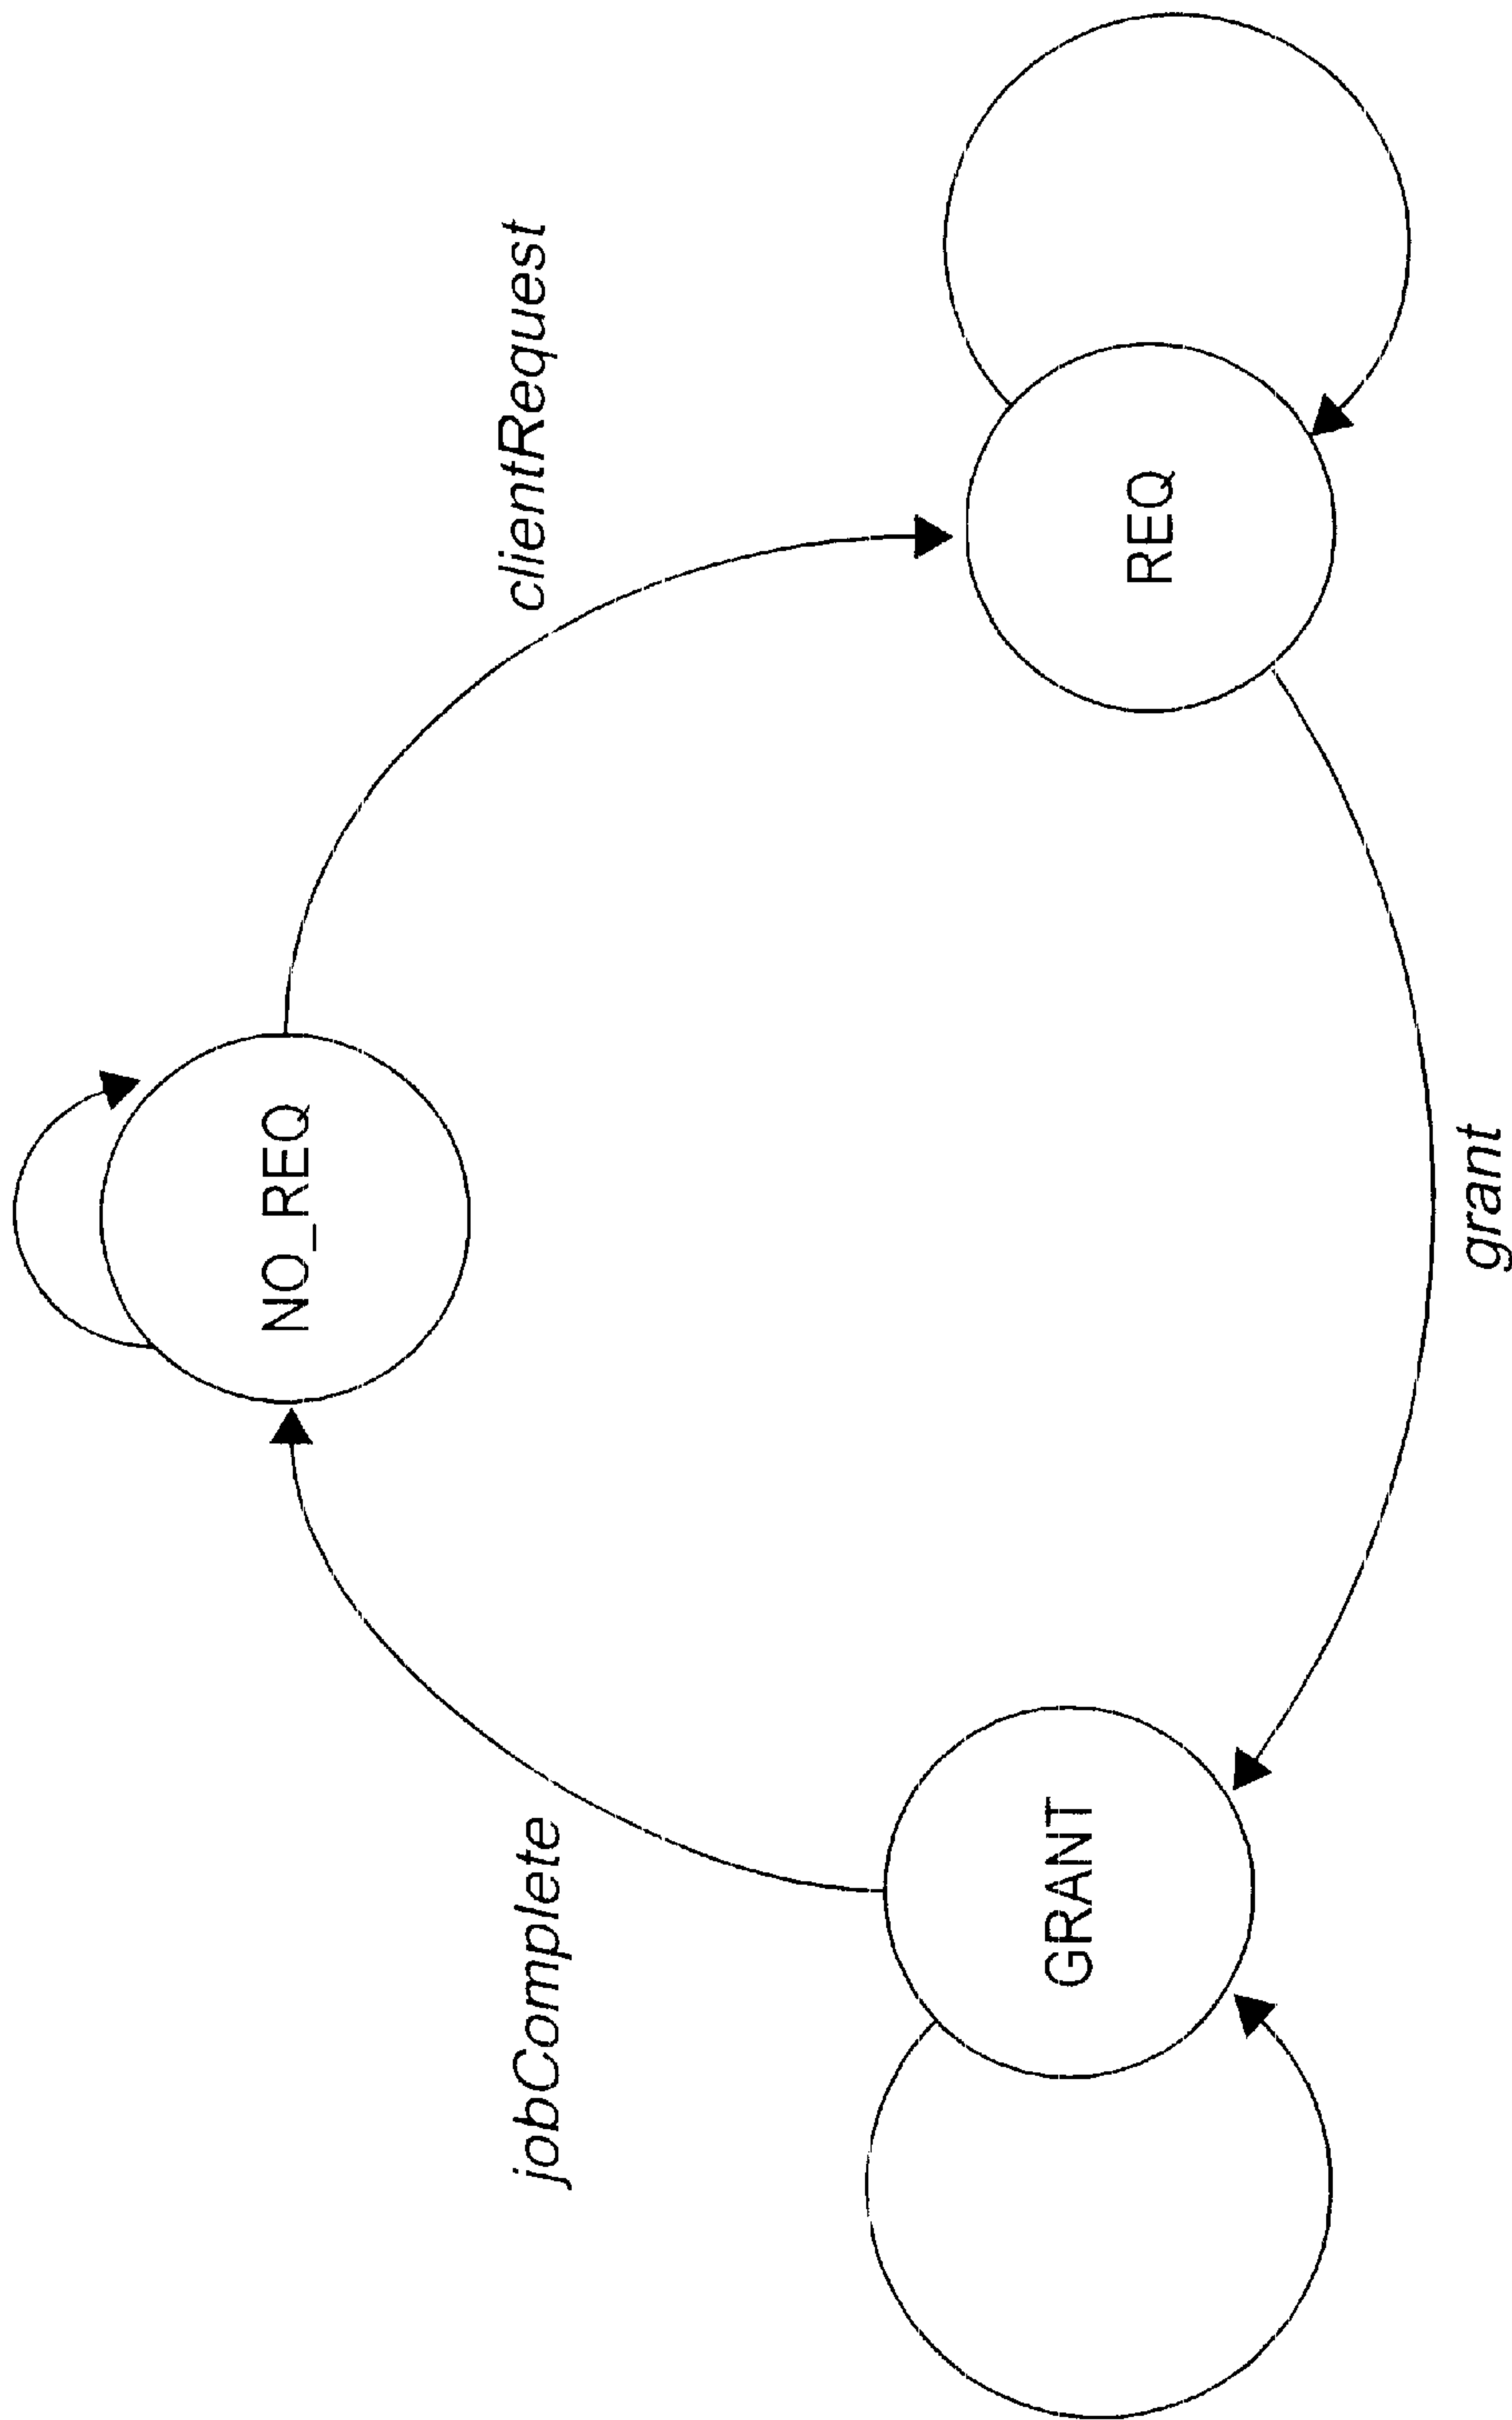 NO_REQ
jobComplete
clientRequest
GRANT
REQ
grant